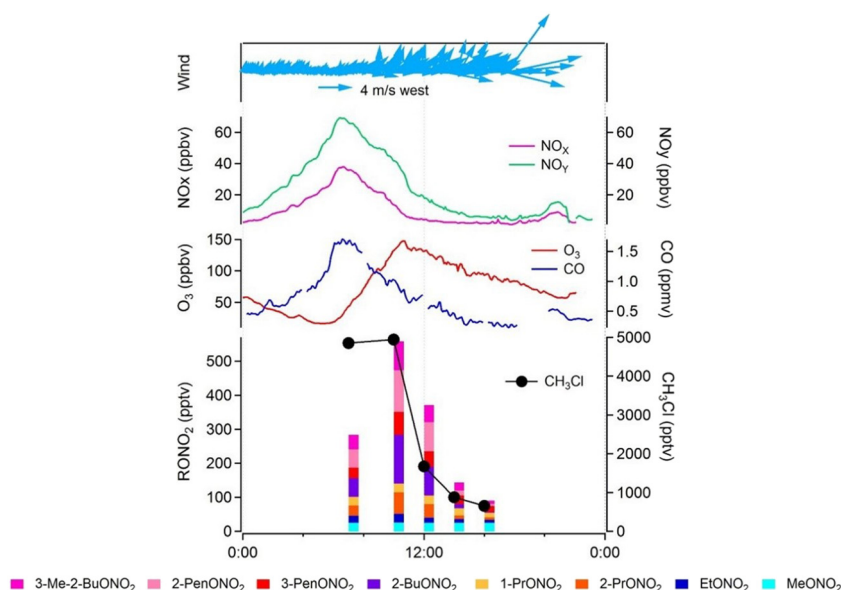 Wind
4 m/s west
NOx (ppbv)
60
40
20
NOX
NOY
60
40
20
NOy (ppbv)
O3 (ppbv)
150
100
50
O3
CO
1.5
1.0
0.5
CO (ppmv)
RONO2 (pptv)
500
400
300
200
100
0
CH3Cl
5000
4000
3000
2000
1000
0
CH3Cl (pptv)
0:00 12:00 0:00
3-Me-2-BuONO2 2-PenONO2 3-PenONO2 2-BuONO2 1-PrONO2 2-PrONO2 EtONO2 MeONO2